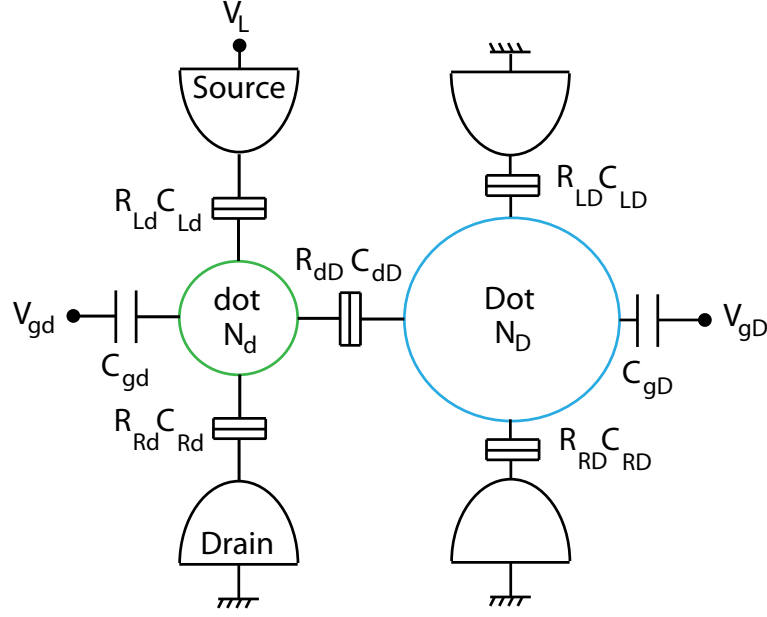 V_L
Source
R_Ld C_Ld
R_LD C_LD
R_dD C_dD
V_gd
dot
N_d
Dot
N_D
V_gD
C_gd
C_gD
R_Rd C_Rd
R_RD C_RD
Drain